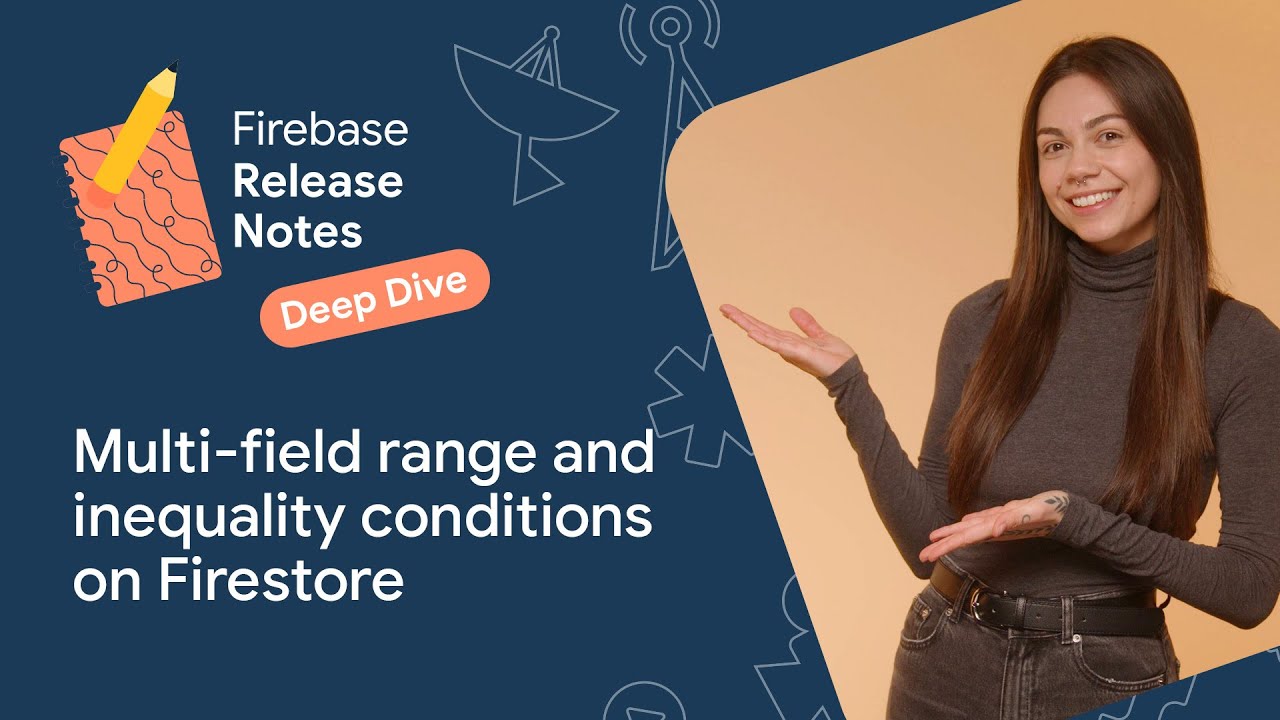 Firebase
Release
Notes
Deep Dive
Multi-field range and
inequality conditions
on Firestore